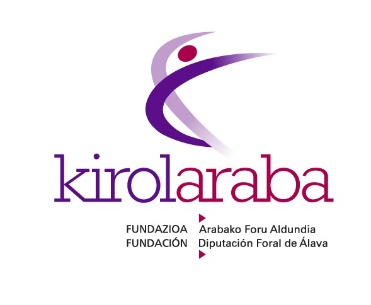 kirolaraba
FUNDAZIOA Arabako Foru Aldundia
FUNDACIÓN Diputación Foral de Álava